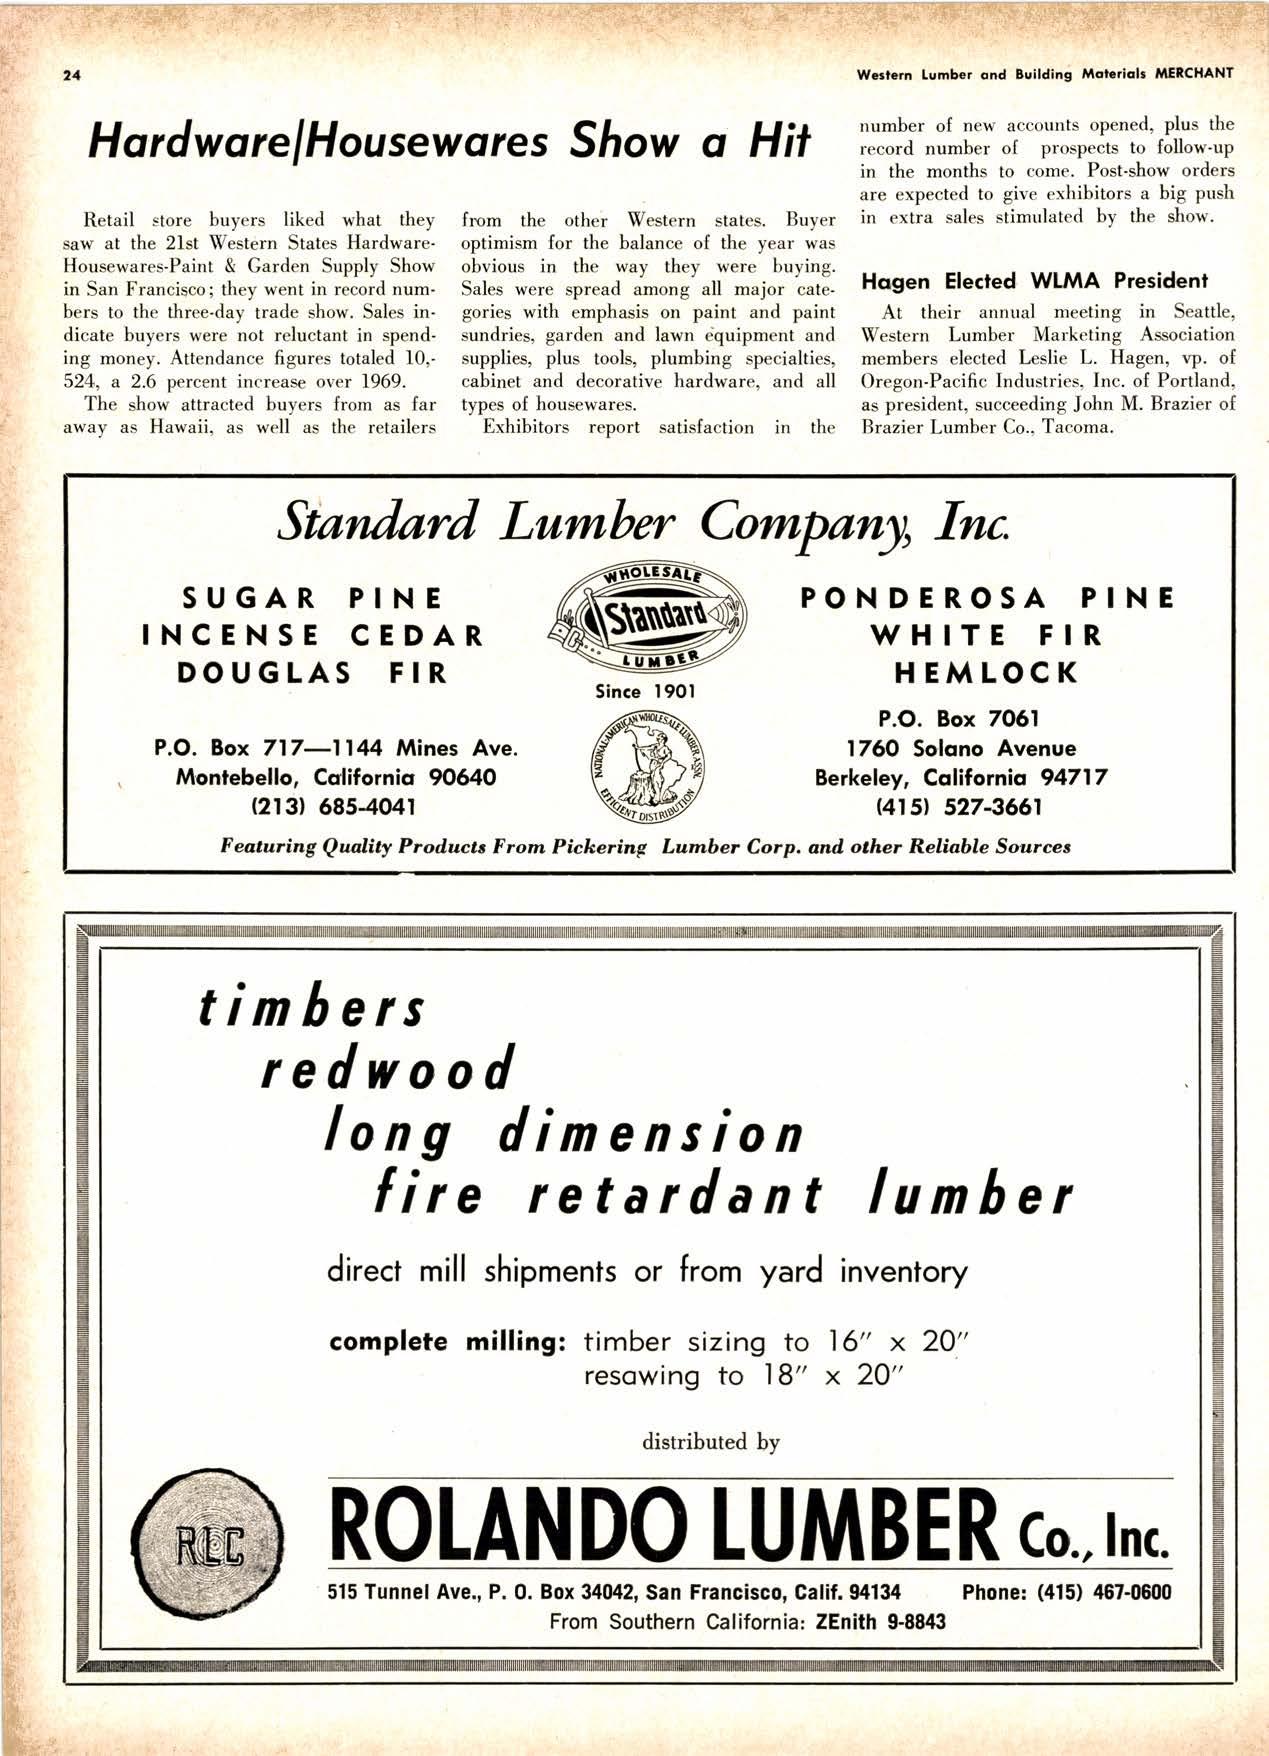 24
Western Lumber and Building Materials MERCHANT
Hardware/Housewares Show a Hit
Retail store buyers liked what they
saw at the 21st Western States Hardware-
Housewares-Paint & Garden Supply Show
in San Francisco; they went in record num-
bers to the three-day trade show. Sales in-
dicate buyers were not reluctant in spend-
ing money. Attendance figures totaled 10,-
524, a 2.6 percent increase over 1969.
The show attracted buyers from as far
away as Hawaii, as well as the retailers
from the other Western states. Buyer
optimism for the balance of the year was
obvious in the way they were buying.
Sales were spread among all major cate-
gories with emphasis on paint and paint
sundries, garden and lawn equipment and
supplies, plus tools, plumbing specialties,
cabinet and decorative hardware, and all
types of housewares.
Exhibitors report satisfaction in the
number of new accounts opened, plus the
record number of prospects to follow-up
in the months to come. Post-show orders
are expected to give exhibitors a big push
in extra sales stimulated by the show.
Hagen Elected WLMA President
At their annual meeting in Seattle,
Western Lumber Marketing Association
members elected Leslie L. Hagen, vp. of
Oregon-Pacific Industries, Inc. of Portland,
as president, succeeding John M. Brazier of
Brazier Lumber Co., Tacoma.
Standard Lumber Company, Inc.
SUGAR PINE
INCENSE CEDAR
DOUGLAS FIR
P.O. Box 717—1144 Mines Ave.
Montebello, California 90640
(213) 685-4041
WHOLESALE
Standard
LUMBER
Since 1901
NATIONAL-AMERICAN WHOLESALE LUMBER ASSN.
EFFICIENT DISTRIBUTION
PONDEROSA PINE
WHITE FIR
HEMLOCK
P.O. Box 7061
1760 Solano Avenue
Berkeley, California 94717
(415) 527-3661
Featuring Quality Products From Pickering Lumber Corp. and other Reliable Sources
timbers
redwood
long dimension
fire retardant lumber
direct mill shipments or from yard inventory
complete milling: timber sizing to 16" x 20"
resawing to 18" x 20"
distributed by
RLC
ROLANDO LUMBER Co., Inc.
515 Tunnel Ave., P. O. Box 34042, San Francisco, Calif. 94134 Phone: (415) 467-0600
From Southern California: ZEnith 9-8843